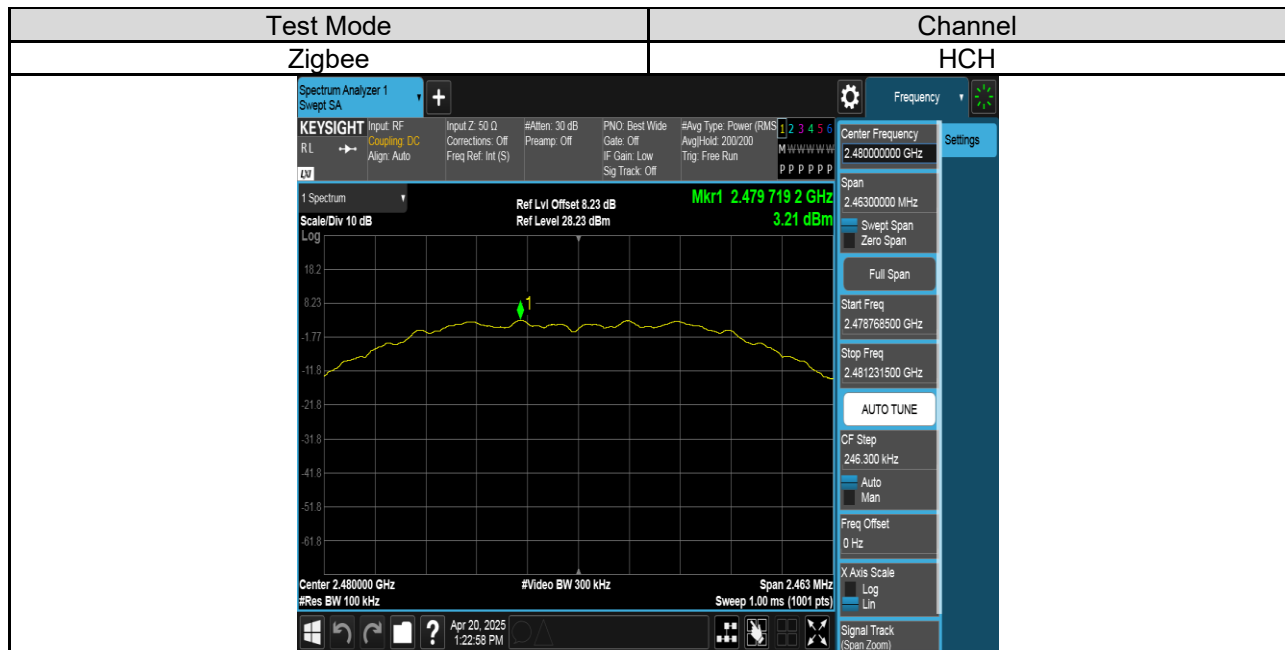 Test Mode Channel
Zigbee HCH
Spectrum Analyzer 1
Swept SA
+
Frequency
KEYSIGHT
RL
LXI
Input: RF
Coupling: DC
Align: Auto
Input Z: 50 Ω
Corrections: Off
Freq Ref: Int (S)
#Atten: 30 dB
Preamp: Off
PNO: Best Wide
Gate: Off
IF Gain: Low
Sig Track: Off
#Avg Type: Power (RMS
Avg|Hold: 200/200
Trig: Free Run
1 2 3 4 5 6
M W W W W W
P P P P P P
1 Spectrum
Scale/Div 10 dB
Log
Ref Lvl Offset 8.23 dB
Ref Level 28.23 dBm
Mkr1 2.479 719 2 GHz
3.21 dBm
18.2
8.23
1
-1.77
-11.8
-21.8
-31.8
-41.8
-51.8
-61.8
Center 2.480000 GHz
#Res BW 100 kHz
#Video BW 300 kHz
Span 2.463 MHz
Sweep 1.00 ms (1001 pts)
Center Frequency
2.480000000 GHz
Settings
Span
2.46300000 MHz
Swept Span
Zero Span
Full Span
Start Freq
2.478768500 GHz
Stop Freq
2.481231500 GHz
AUTO TUNE
CF Step
246.300 kHz
Auto
Man
Freq Offset
0 Hz
X Axis Scale
Log
Lin
Signal Track
(Span Zoom)
?
Apr 20, 2025
1:22:58 PM